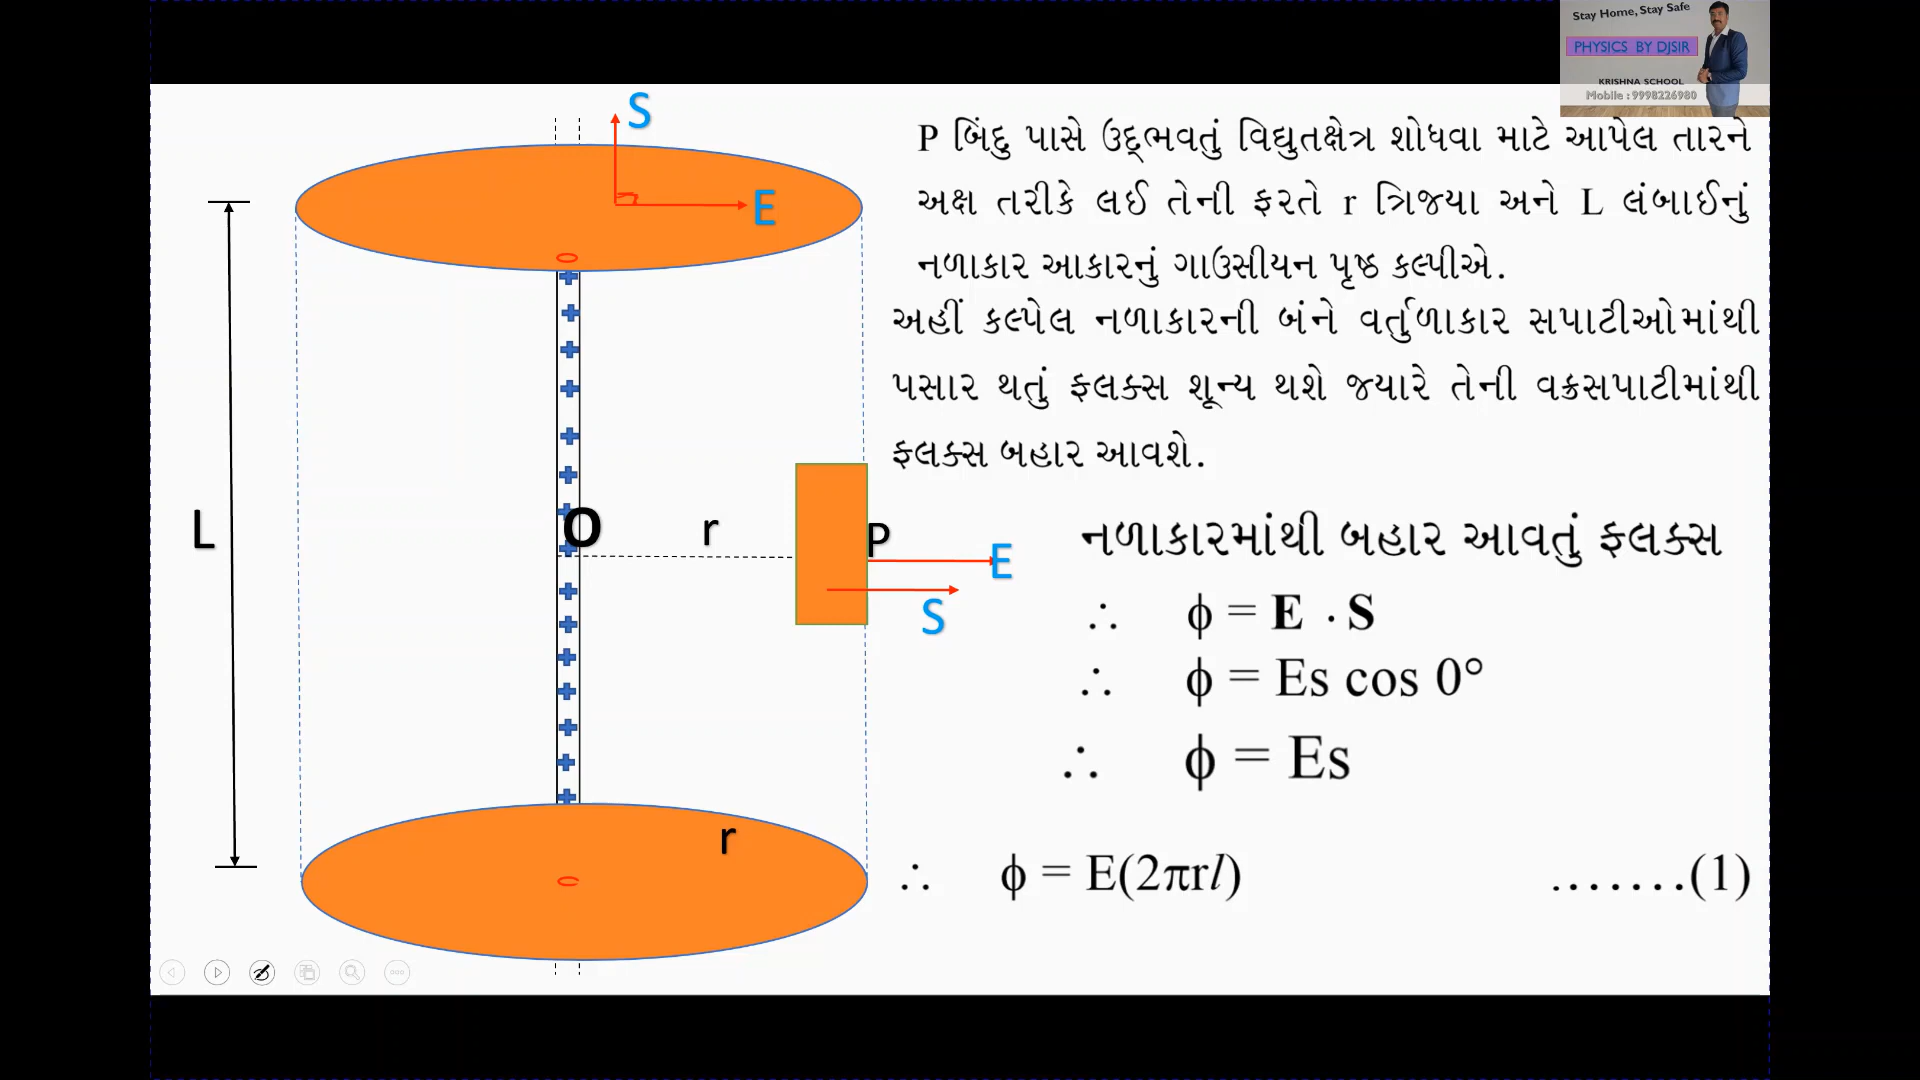 Stay Home, Stay Safe
PHYSICS BY DJSIR
KRISHNA SCHOOL
Mobile : 9998226980
P બિંદુ પાસે ઉદ્ભવતું વિદ્યુતક્ષેત્ર શોધવા માટે આપેલ તારને
અક્ષ તરીકે લઈ તેની ફરતે r ત્રિજયા અને L લંબાઈનું
નળાકાર આકારનું ગાઉસીયન પૃષ્ઠ કલ્પીએ.
અહીં કલ્પેલ નળાકારની બંને વર્તુળાકાર સપાટીઓમાંથી
પસાર થતું ફ્લક્સ શૂન્ય થશે જયારે તેની વક્રસપાટીમાંથી
ફ્લક્સ બહાર આવશે.
નળાકારમાંથી બહાર આવતું ફ્લક્સ
∴ ϕ = E · S
∴ ϕ = Es cos 0°
∴ ϕ = Es
∴ ϕ = E(2πrl) .......(1)
S
E
L
O
r
P
E
S
r